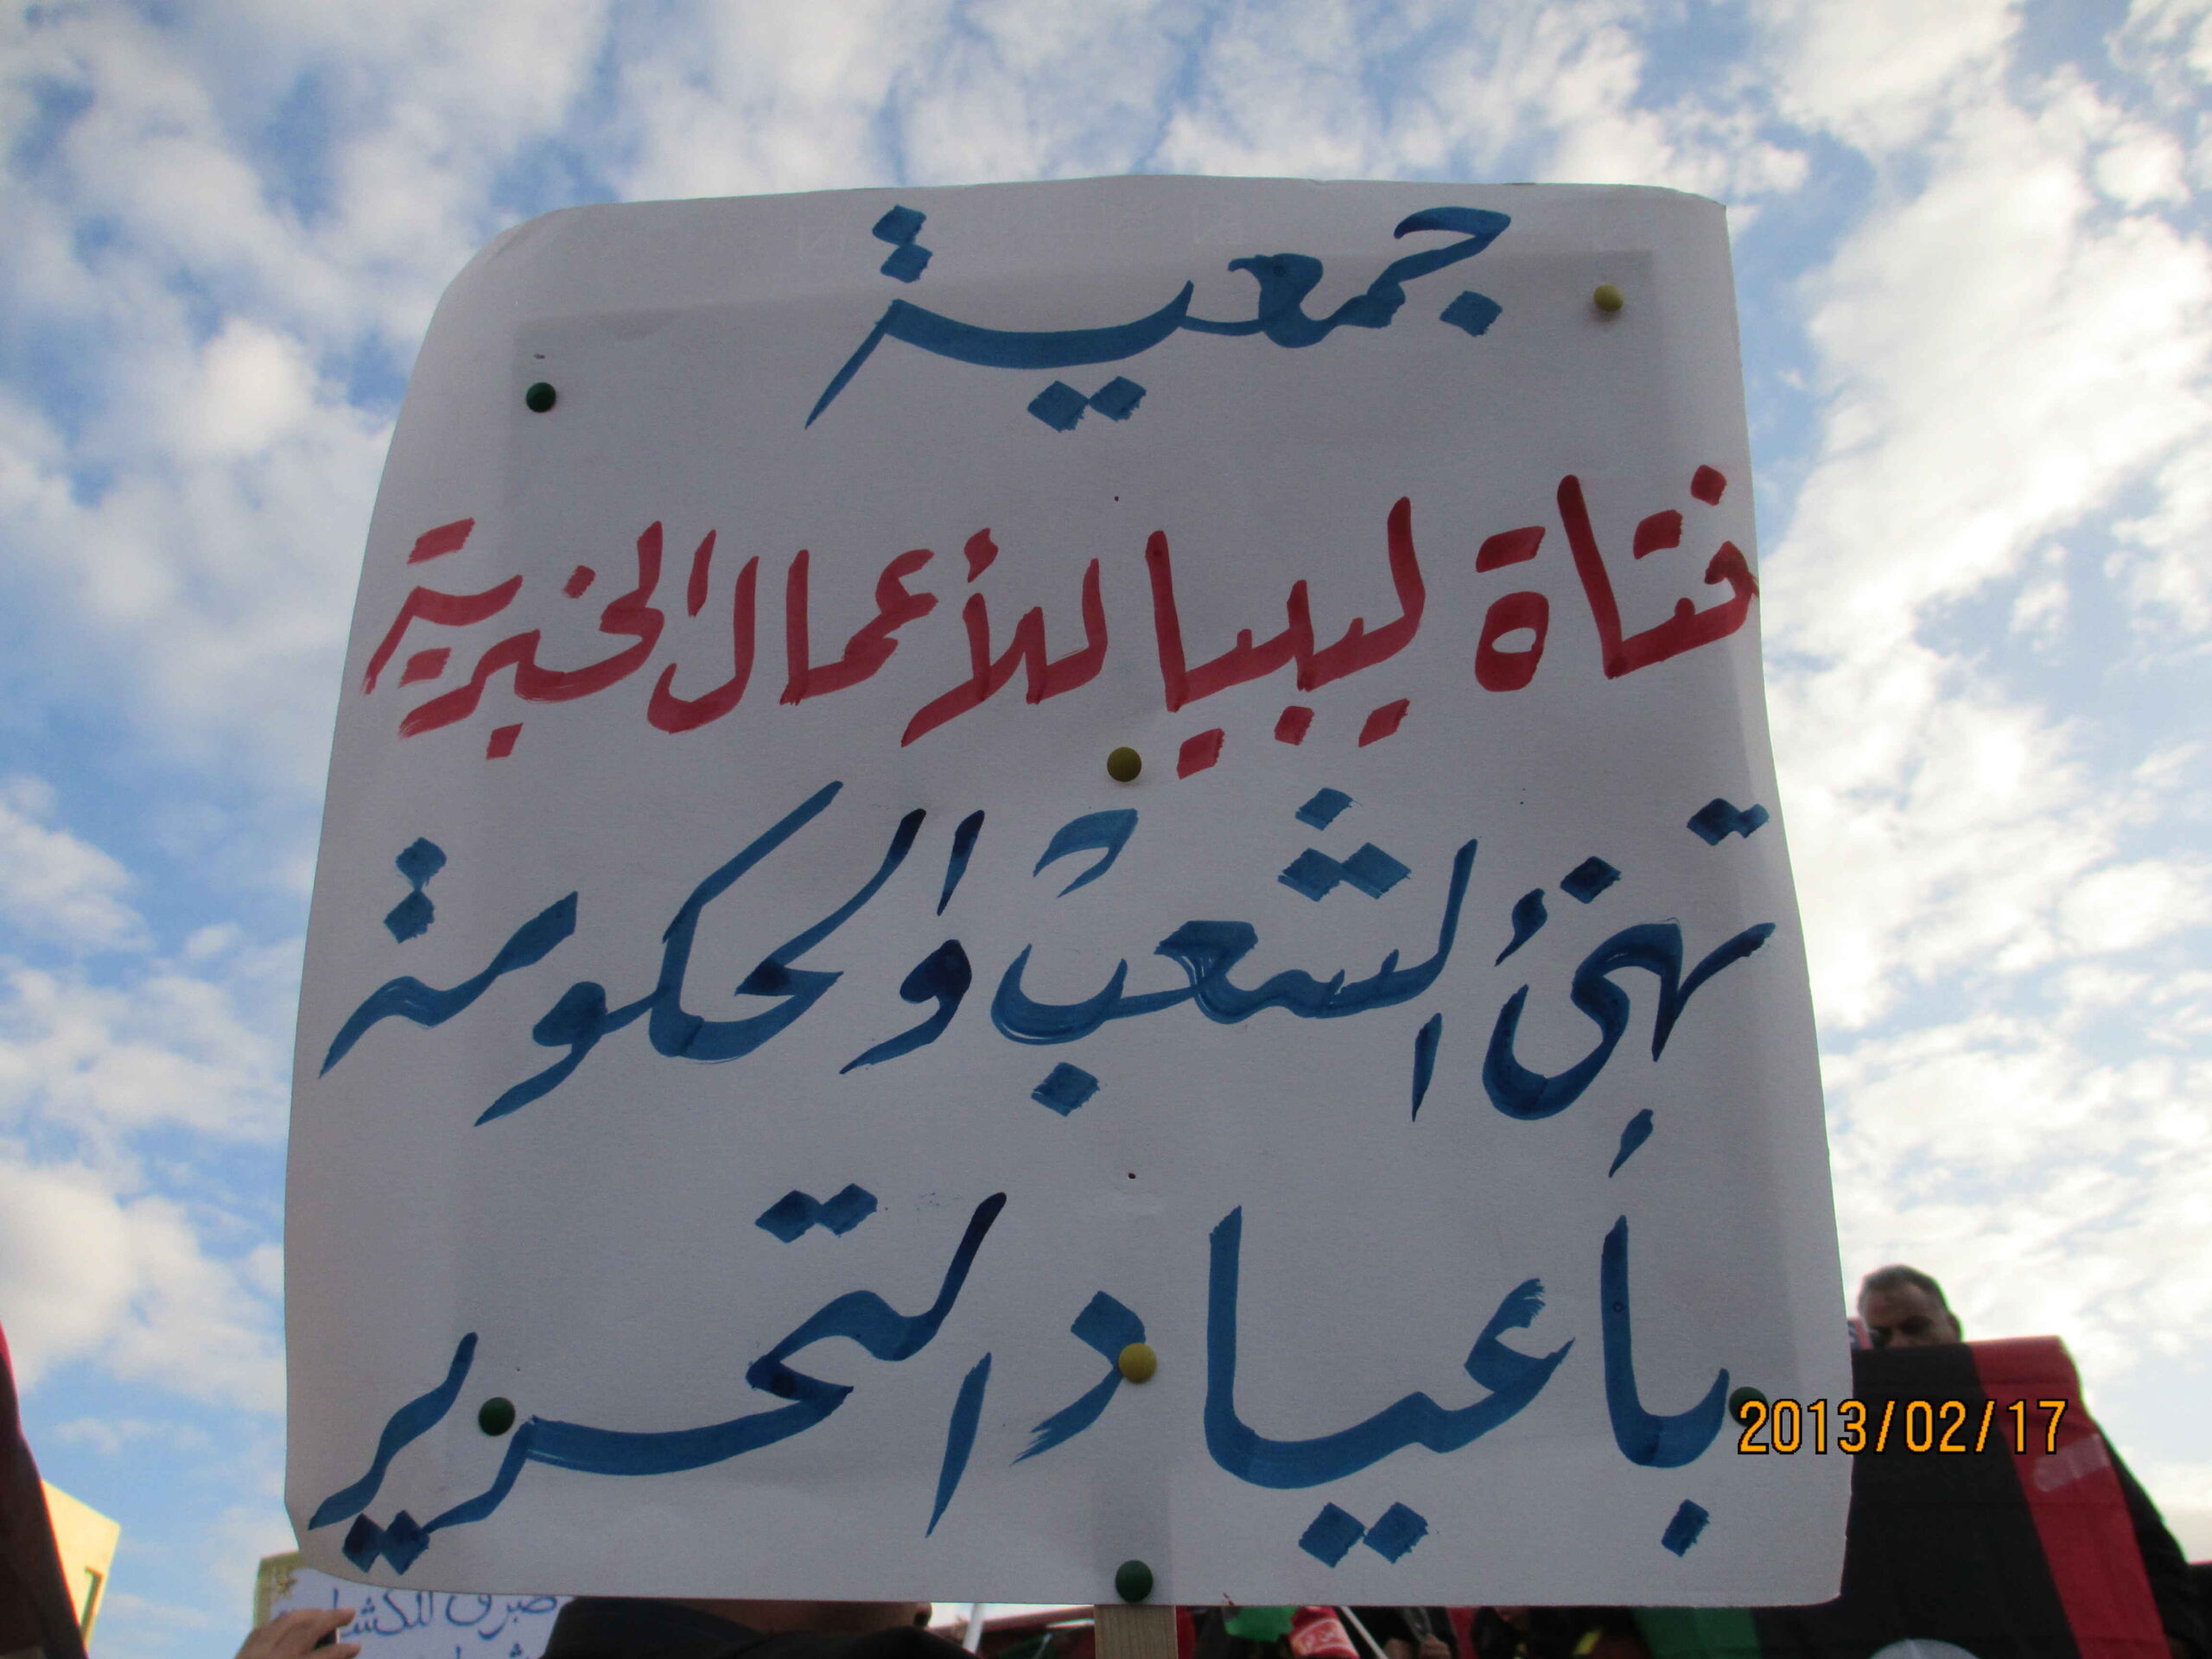 جمعية
فتاة ليبيا للأعمال الخيرية
تهنئ الشعب والحكومة
بأعياد التحرير
2013/02/17